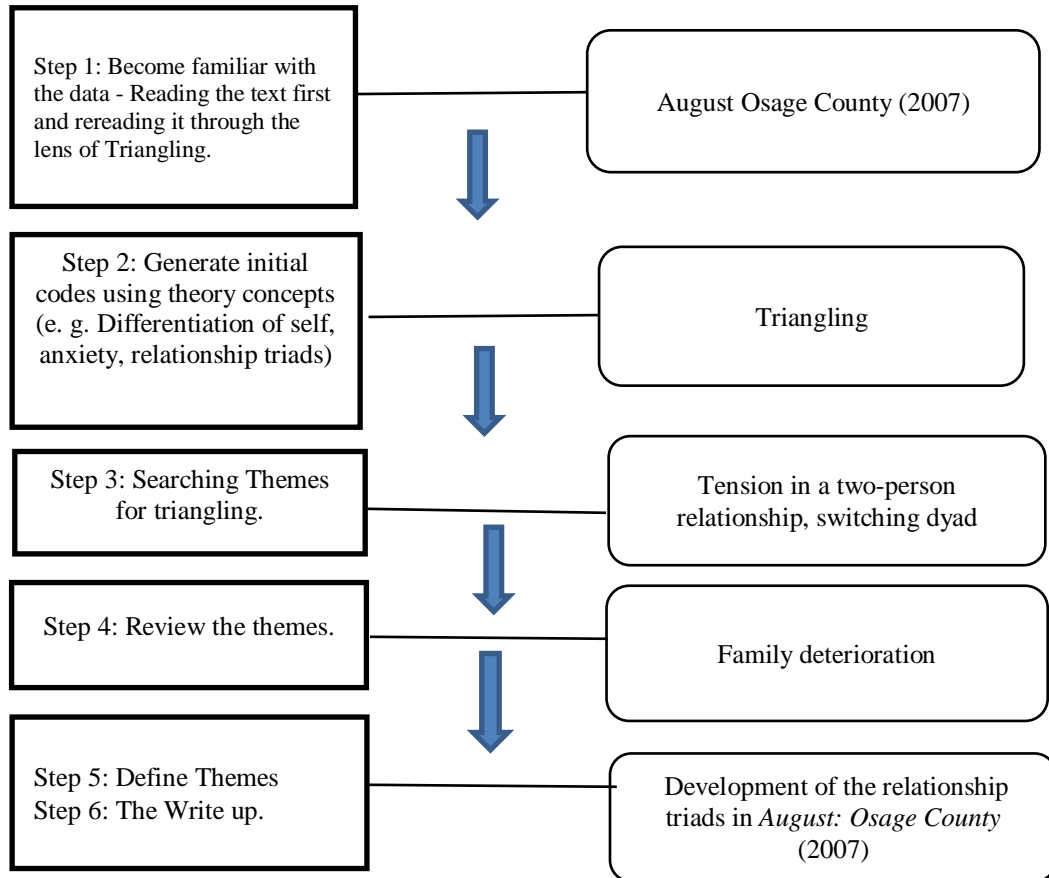 Step 1: Become familiar with
the data - Reading the text first
and rereading it through the
lens of Triangling.
August Osage County (2007)
Step 2: Generate initial
codes using theory concepts
(e. g. Differentiation of self,
anxiety, relationship triads)
Triangling
Step 3: Searching Themes
for triangling.
Tension in a two-person
relationship, switching dyad
Step 4: Review the themes.
Family deterioration
Step 5: Define Themes
Step 6: The Write up.
Development of the relationship
triads in August: Osage County
(2007)